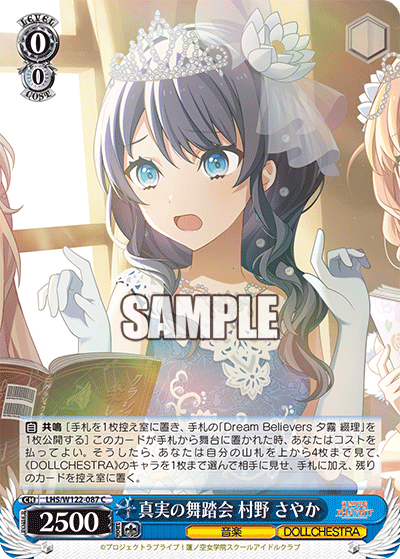 LEVEL
0
0
COST
SAMPLE
自 共鳴 [手札を1枚控え室に置き、手札の「Dream Believers 夕霧 綴理」を
1枚公開する] このカードが手札から舞台に置かれた時、あなたはコストを
払ってよい。そうしたら、あなたは自分の山札を上から4枚まで見て、
《DOLLCHESTRA》のキャラを1枚まで選んで相手に見せ、手札に加え、残り
のカードを控え室に置く。
CH LHS/W122-087 C
2500
真実の舞踏会 村野 さやか
音楽
DOLLCHESTRA
©プロジェクトラブライブ!蓮ノ空女学院スクールアイドルクラブ